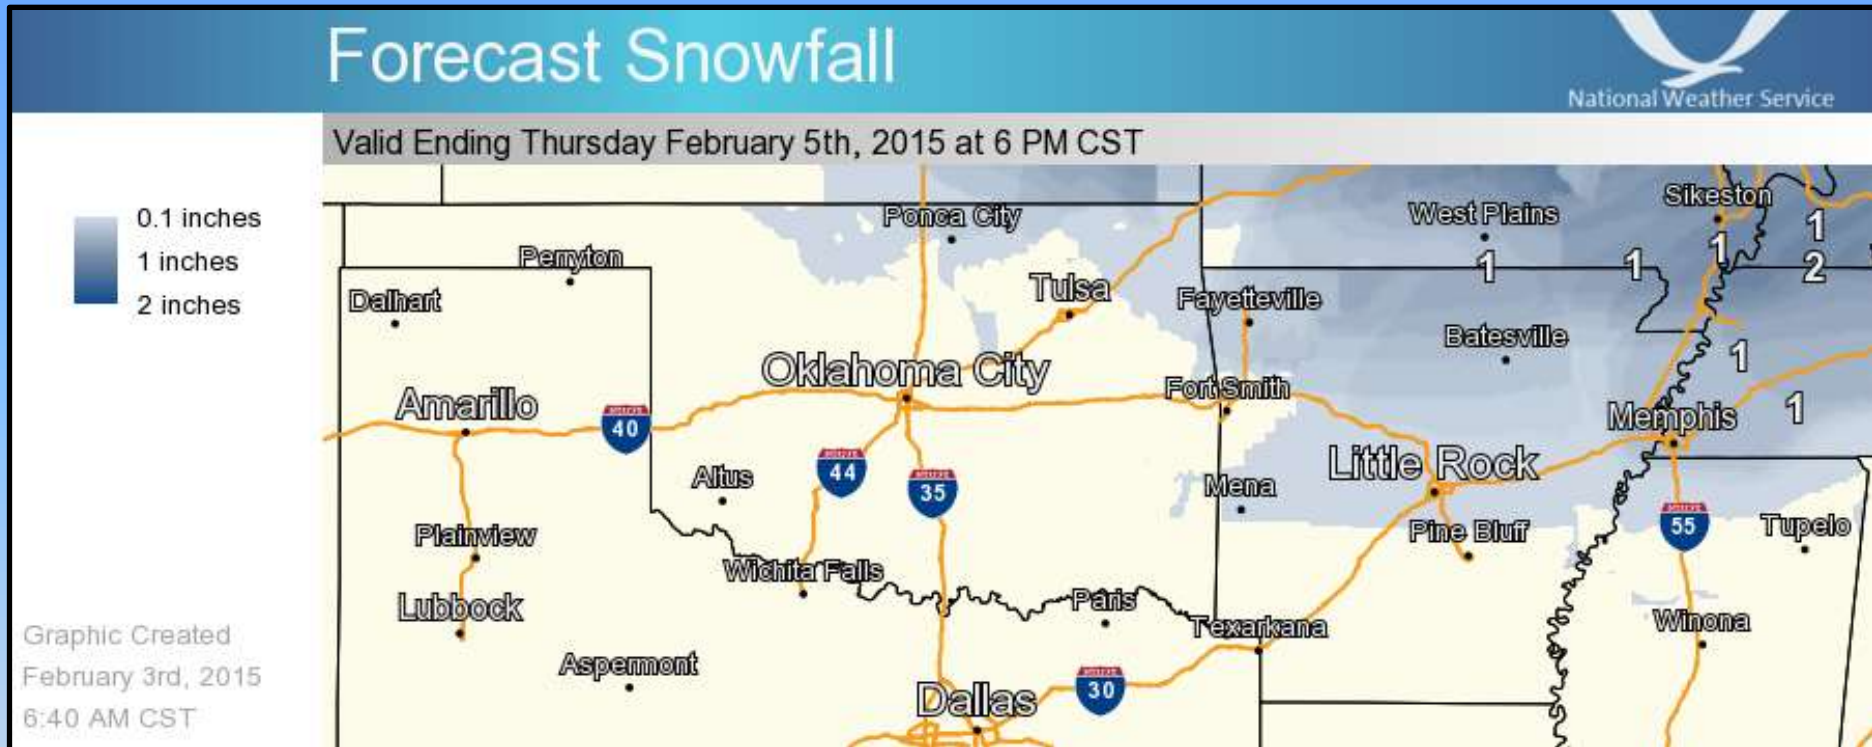 Forecast Snowfall
National Weather Service
Valid Ending Thursday February 5th, 2015 at 6 PM CST
0.1 inches
1 inches
2 inches
Graphic Created
February 3rd, 2015
6:40 AM CST
Sikeston
Ponca City
West Plains
1
1
Perryton
1
1
2
Dalhart
Tulsa
Fayetteville
Batesville
1
Oklahoma City
Fort Smith
Amarillo
1
Memphis
40
Little Rock
44
Altus
35
Mena
Plainview
Pine Bluff
55
Tupelo
Wichita Falls
Lubbock
Paris
Texarkana
Winona
Aspermont
30
Dallas